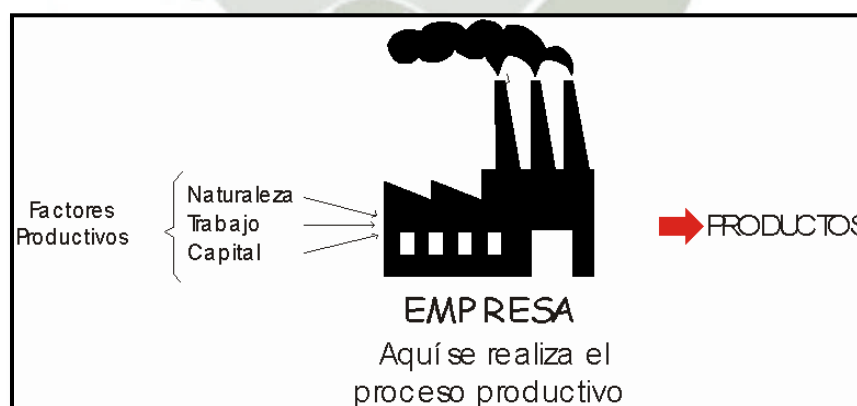 Factores
Productivos
Naturaleza
Trabajo
Capital
EMPRESA
Aquí se realiza el
proceso productivo
PRODUCTOS